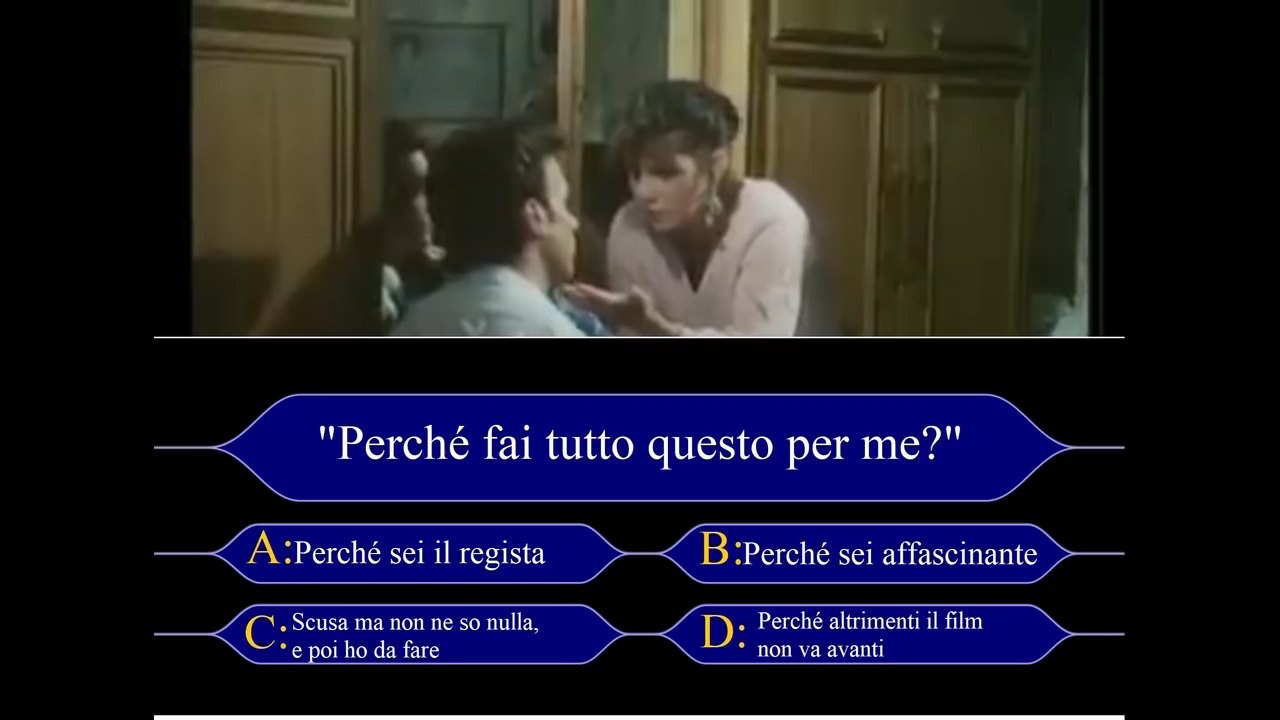 "Perché fai tutto questo per me?"
A: Perché sei il regista
B: Perché sei affascinante
C: Scusa ma non ne so nulla,
e poi ho da fare
D: Perché altrimenti il film
non va avanti